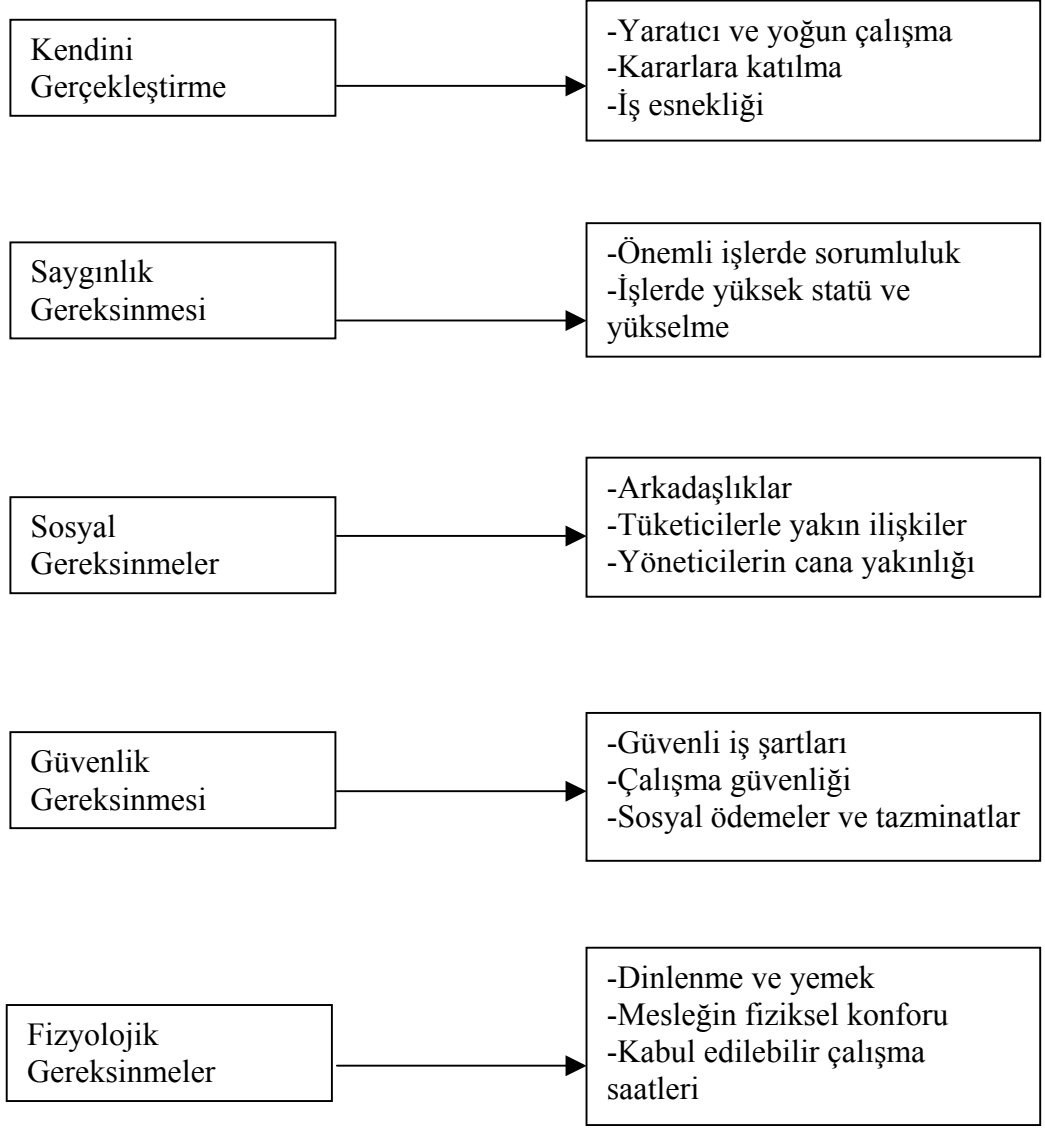 Kendini
Gerçekleştirme
-Yaratıcı ve yoğun çalışma
-Kararlara katılma
-İş esnekliği
Saygınlık
Gereksinmesi
-Önemli işlerde sorumluluk
-İşlerde yüksek statü ve
yükselme
Sosyal
Gereksinmeler
-Arkadaşlıklar
-Tüketicilerle yakın ilişkiler
-Yöneticilerin cana yakınlığı
Güvenlik
Gereksinmesi
-Güvenli iş şartları
-Çalışma güvenliği
-Sosyal ödemeler ve tazminatlar
Fizyolojik
Gereksinmeler
-Dinlenme ve yemek
-Mesleğin fiziksel konforu
-Kabul edilebilir çalışma
saatleri